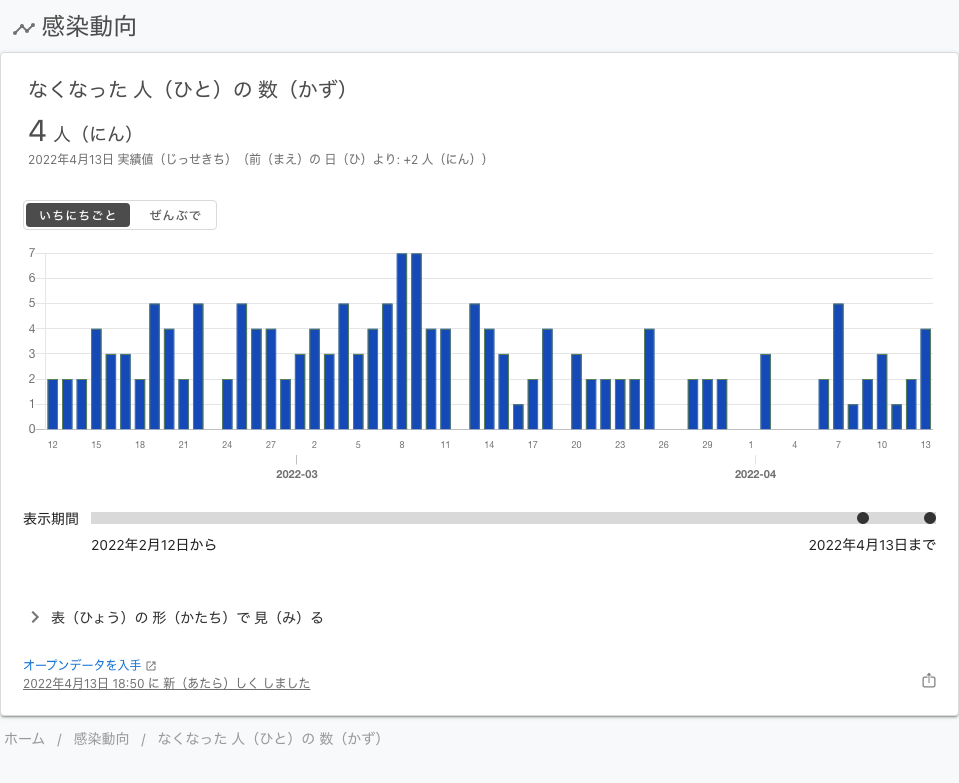 感染動向
なくなった 人（ひと）の 数（かず）
4 人（にん）
2022年4月13日 実績値（じっせきち）（前（まえ）の 日（ひ）より: +2 人（にん））
いちにちごと ぜんぶで
7
6
5
4
3
2
1
0
12 15 18 21 24 27 2 5 8 11 14 17 20 23 26 29 1 4 7 10 13
2022-03 2022-04
表示期間
2022年2月12日から 2022年4月13日まで
表（ひょう）の 形（かたち）で 見（み）る
オープンデータを入手
2022年4月13日 18:50 に 新（あたら）しく しました
ホーム / 感染動向 / なくなった 人（ひと）の 数（かず）